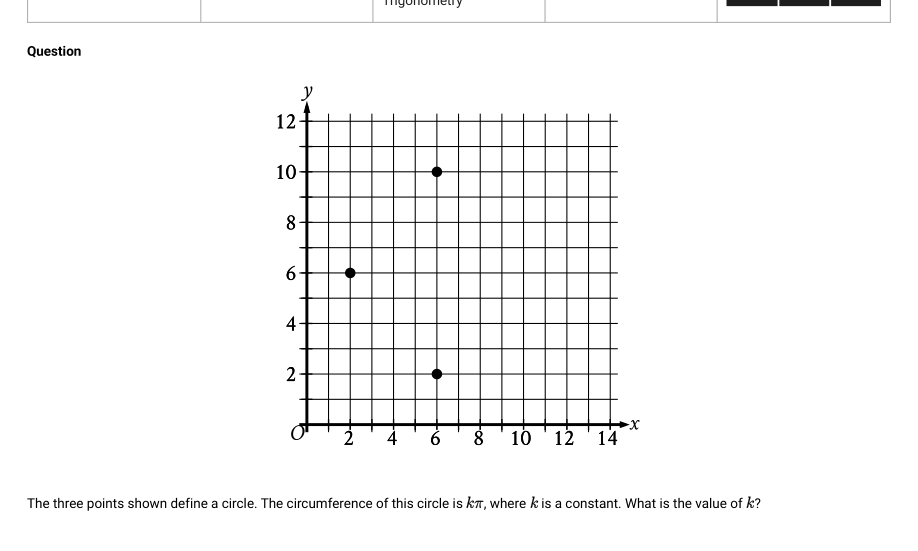 Trigonometry
Question
y
12
10
8
6
4
2
O
2 4 6 8 10 12 14
x
The three points shown define a circle. The circumference of this circle is kπ, where k is a constant. What is the value of k?